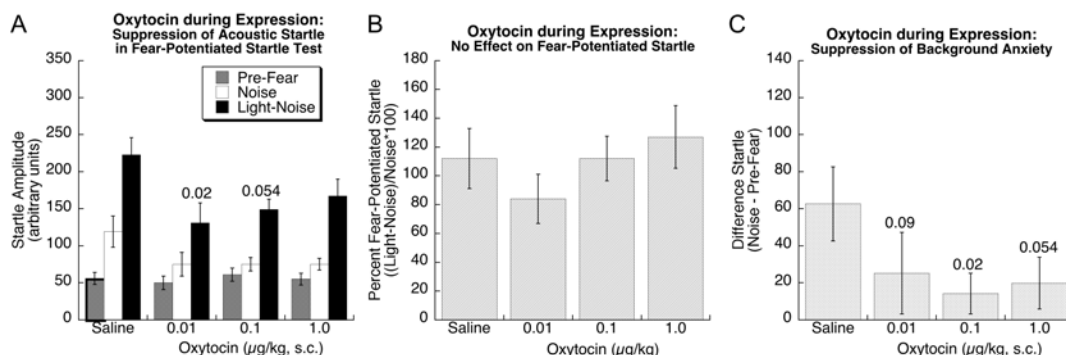 A
Oxytocin during Expression:
Suppression of Acoustic Startle
in Fear-Potentiated Startle Test
Pre-Fear
Noise
Light-Noise
Startle Amplitude
(arbitrary units)
300
250
200
150
100
50
0
0.02
0.054
Saline
0.01
0.1
1.0
Oxytocin (µg/kg, s.c.)
B
Oxytocin during Expression:
No Effect on Fear-Potentiated Startle
Percent Fear-Potentiated Startle
((Light-Noise)/Noise*100)
180
160
140
120
100
80
60
40
20
0
Saline
0.01
0.1
1.0
Oxytocin (µg/kg)
C
Oxytocin during Expression:
Suppression of Background Anxiety
Difference Startle
(Noise - Pre-Fear)
140
120
100
80
60
40
20
0
0.09
0.02
0.054
Saline
0.01
0.1
1.0
Oxytocin (µg/kg, s.c.)